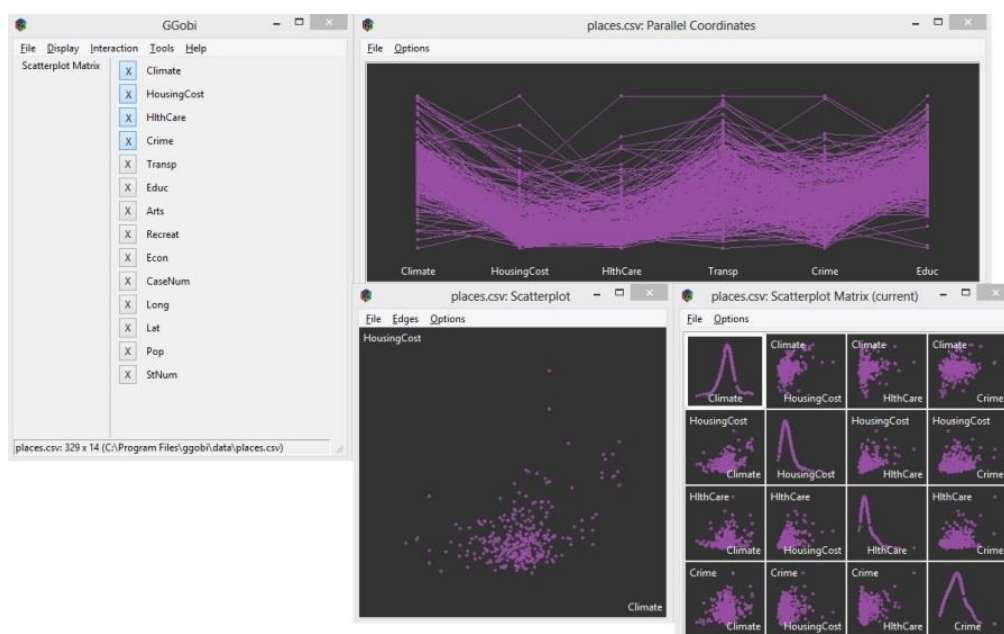 GGobi
File Display Interaction Tools Help
Scatterplot Matrix
X Climate
X HousingCost
X HlthCare
X Crime
X Transp
X Educ
X Arts
X Recreat
X Econ
X CaseNum
X Long
X Lat
X Pop
X StNum
places.csv: 329 x 14 (C:\Program Files\ggobi\data\places.csv)
places.csv: Parallel Coordinates
File Options
Climate HousingCost HlthCare Transp Crime Educ
places.csv: Scatterplot
File Edges Options
HousingCost
Climate
places.csv: Scatterplot Matrix (current)
File Options
Climate Climate Climate
Climate HousingCost HlthCare Crime
HousingCost HousingCost HousingCost
Climate HousingCost HlthCare Crime
HlthCare HlthCare HlthCare
Climate HousingCost HlthCare Crime
Crime Crime Crime
Climate HousingCost HlthCare Crime